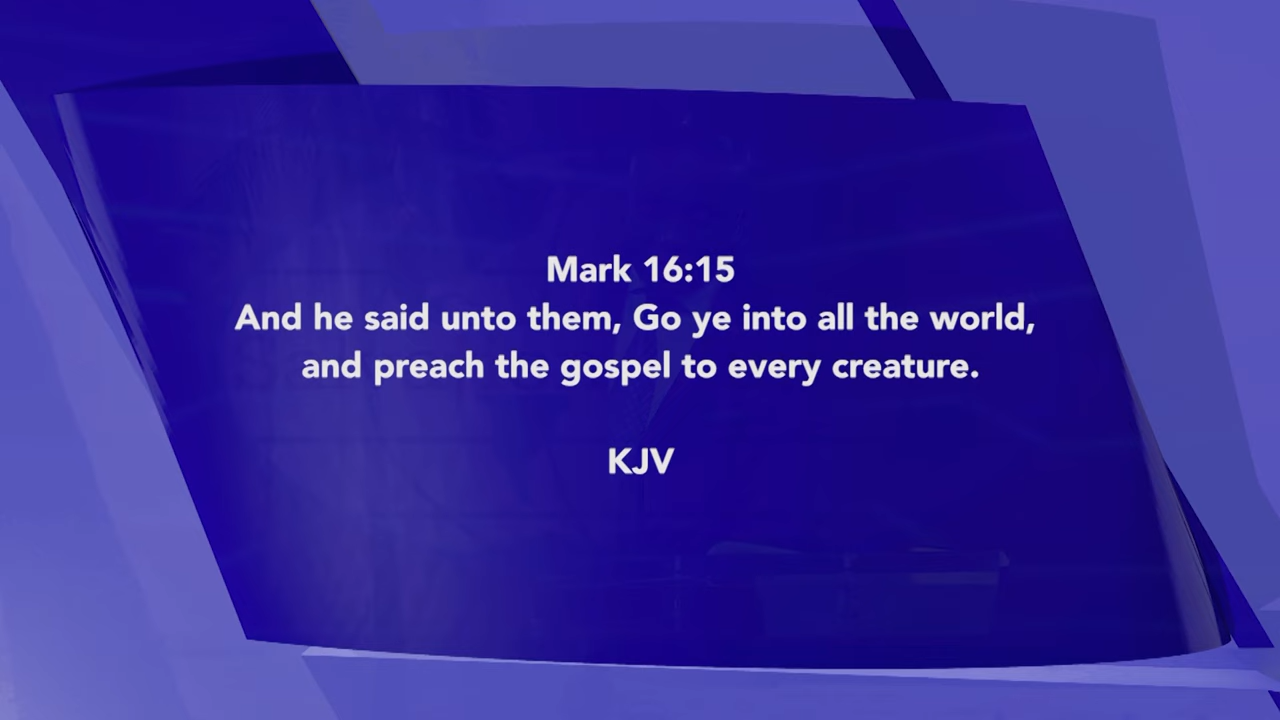 Mark 16:15
And he said unto them, Go ye into all the world,
and preach the gospel to every creature.
KJV